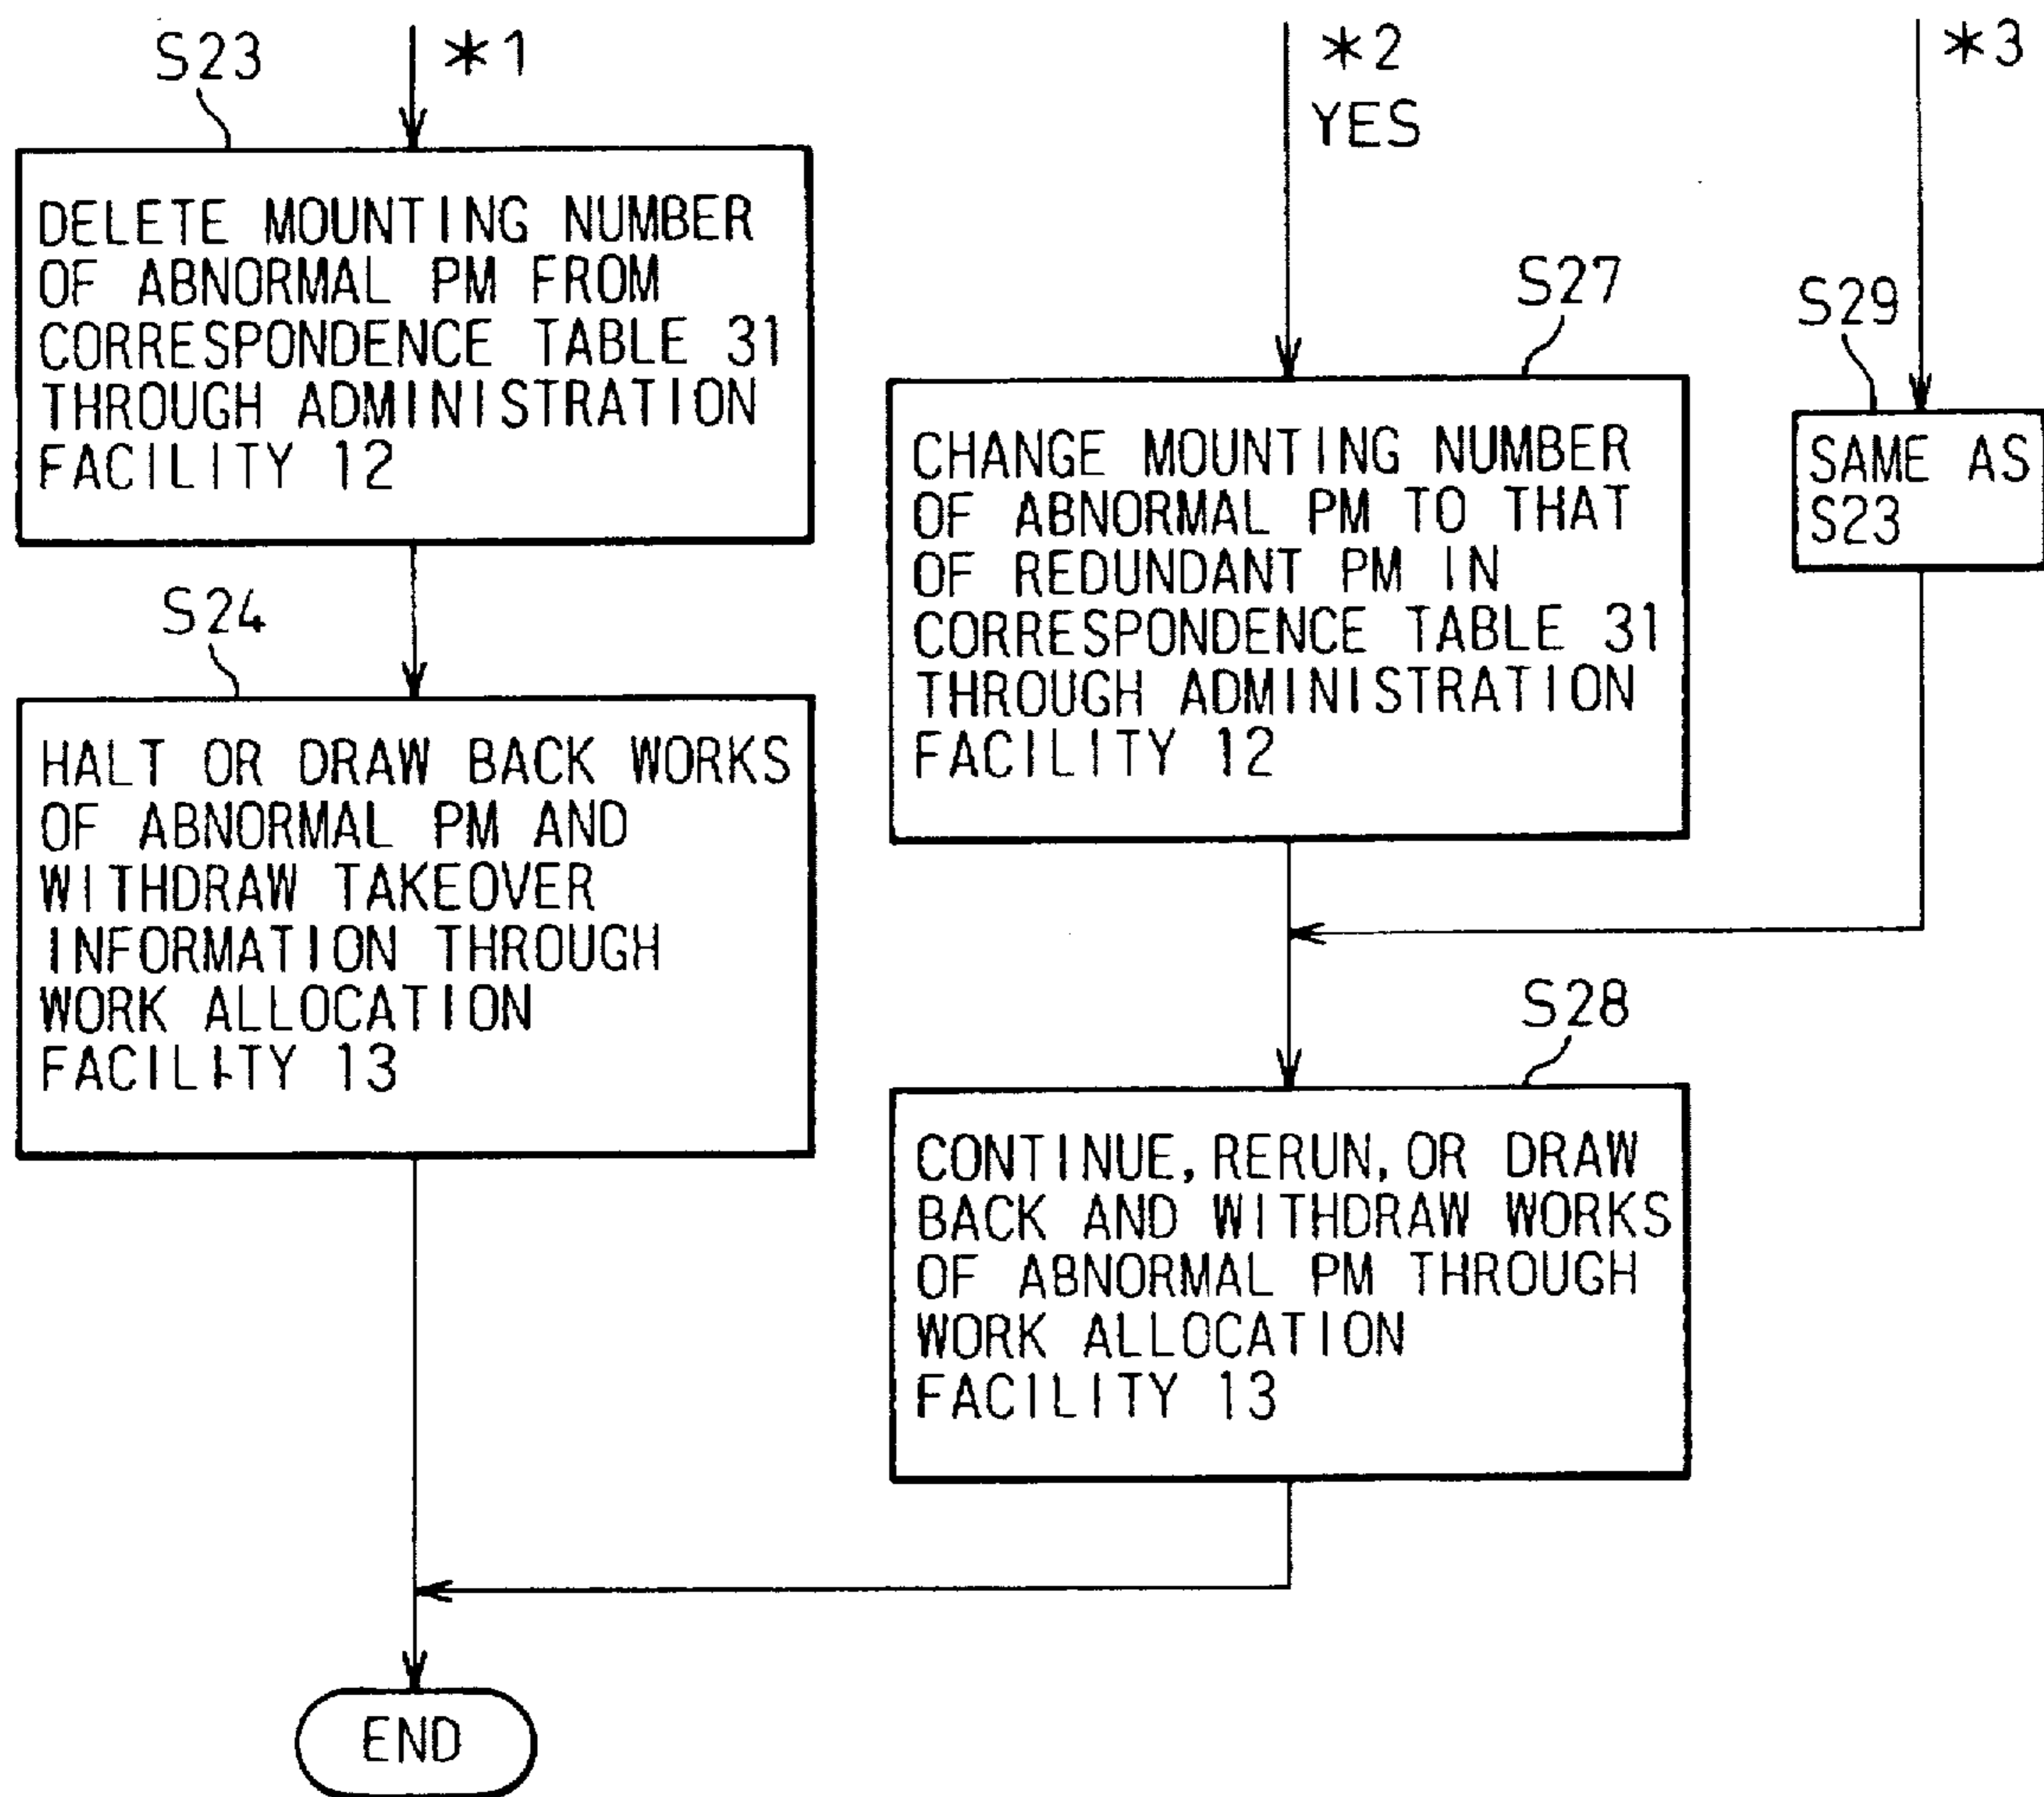 S23
*1
DELETE MOUNTING NUMBER
OF ABNORMAL PM FROM
CORRESPONDENCE TABLE 31
THROUGH ADMINISTRATION
FACILITY 12
S24
HALT OR DRAW BACK WORKS
OF ABNORMAL PM AND
WITHDRAW TAKEOVER
INFORMATION THROUGH
WORK ALLOCATION
FACILITY 13
*2
YES
S27
CHANGE MOUNTING NUMBER
OF ABNORMAL PM TO THAT
OF REDUNDANT PM IN
CORRESPONDENCE TABLE 31
THROUGH ADMINISTRATION
FACILITY 12
*3
S29
SAME AS
S23
S28
CONTINUE, RERUN, OR DRAW
BACK AND WITHDRAW WORKS
OF ABNORMAL PM THROUGH
WORK ALLOCATION
FACILITY 13
END